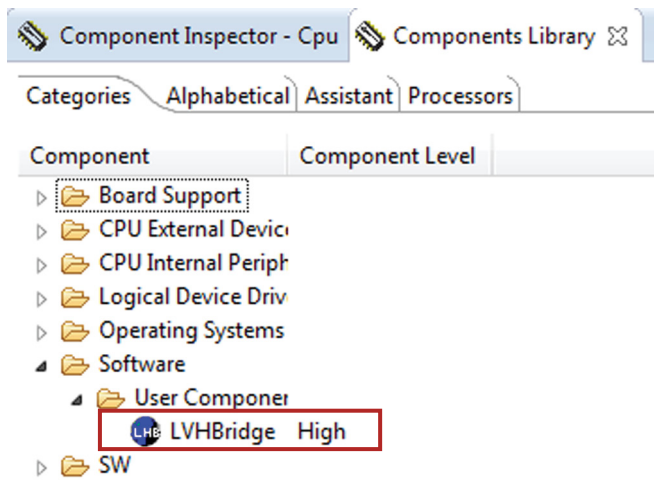 Component Inspector - Cpu Components Library
Categories Alphabetical Assistant Processors
Component Component Level
Board Support
CPU External Devic
CPU Internal Periph
Logical Device Driv
Operating Systems
Software
User Componer
LHB LVHBridge High
SW